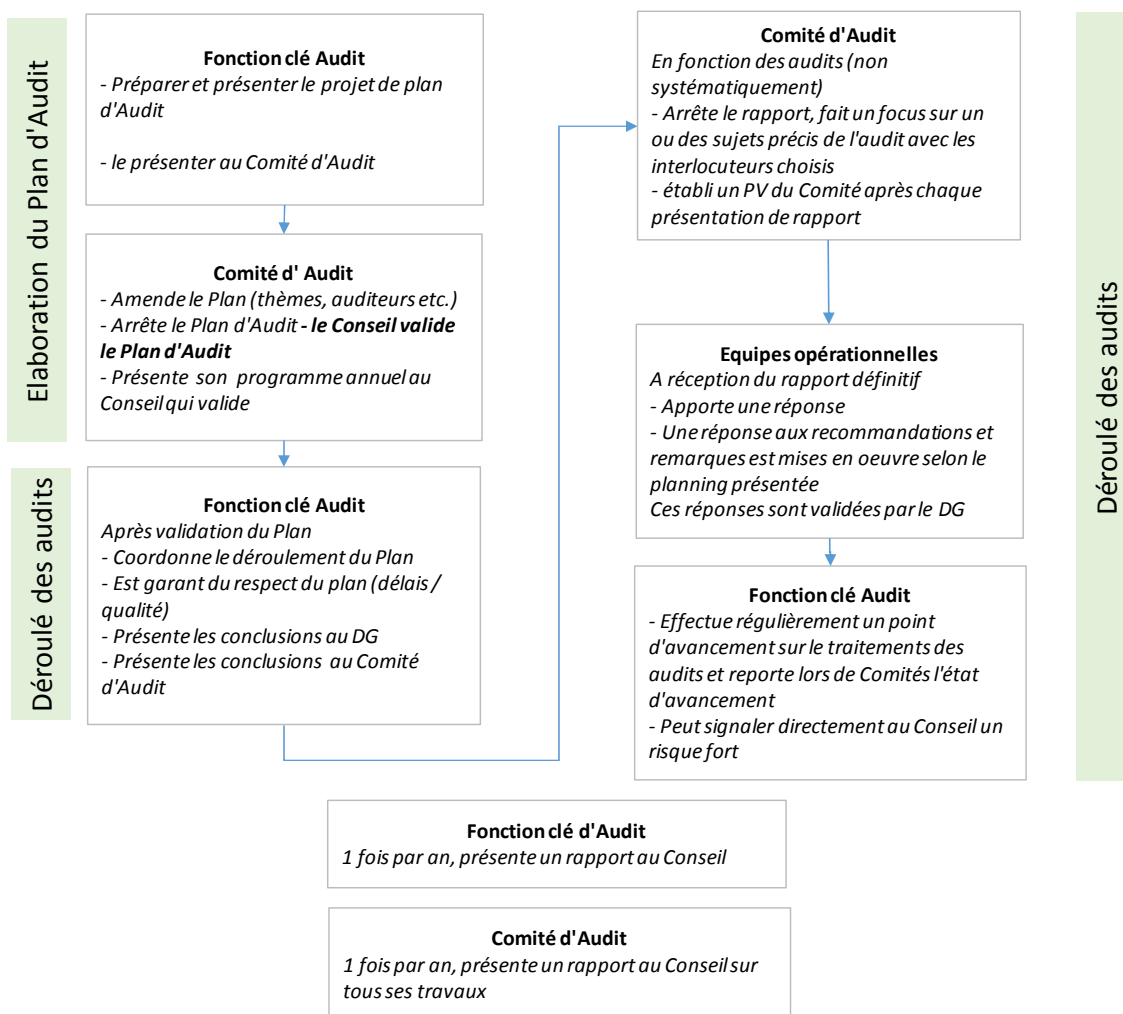 Elaboration du Plan d'Audit
Fonction clé Audit
- Préparer et présenter le projet de plan
d'Audit
- le présenter au Comité d'Audit
Comité d' Audit
- Amende le Plan (thèmes, auditeurs etc.)
- Arrête le Plan d'Audit - le Conseil valide
le Plan d'Audit
- Présente son programme annuel au
Conseil qui valide
Déroulé des audits
Fonction clé Audit
Après validation du Plan
- Coordonne le déroulement du Plan
- Est garant du respect du plan (délais /
qualité)
- Présente les conclusions au DG
- Présente les conclusions au Comité
d'Audit
Comité d'Audit
En fonction des audits (non
systématiquement)
- Arrête le rapport, fait un focus sur un
ou des sujets précis de l'audit avec les
interlocuteurs choisis
- établi un PV du Comité après chaque
présentation de rapport
Equipes opérationnelles
A réception du rapport définitif
- Apporte une réponse
- Une réponse aux recommandations et
remarques est mises en oeuvre selon le
planning présentée
Ces réponses sont validées par le DG
Fonction clé Audit
- Effectue régulièrement un point
d'avancement sur le traitements des
audits et reporte lors de Comités l'état
d'avancement
- Peut signaler directement au Conseil un
risque fort
Déroulé des audits
Fonction clé d'Audit
1 fois par an, présente un rapport au Conseil
Comité d'Audit
1 fois par an, présente un rapport au Conseil sur
tous ses travaux